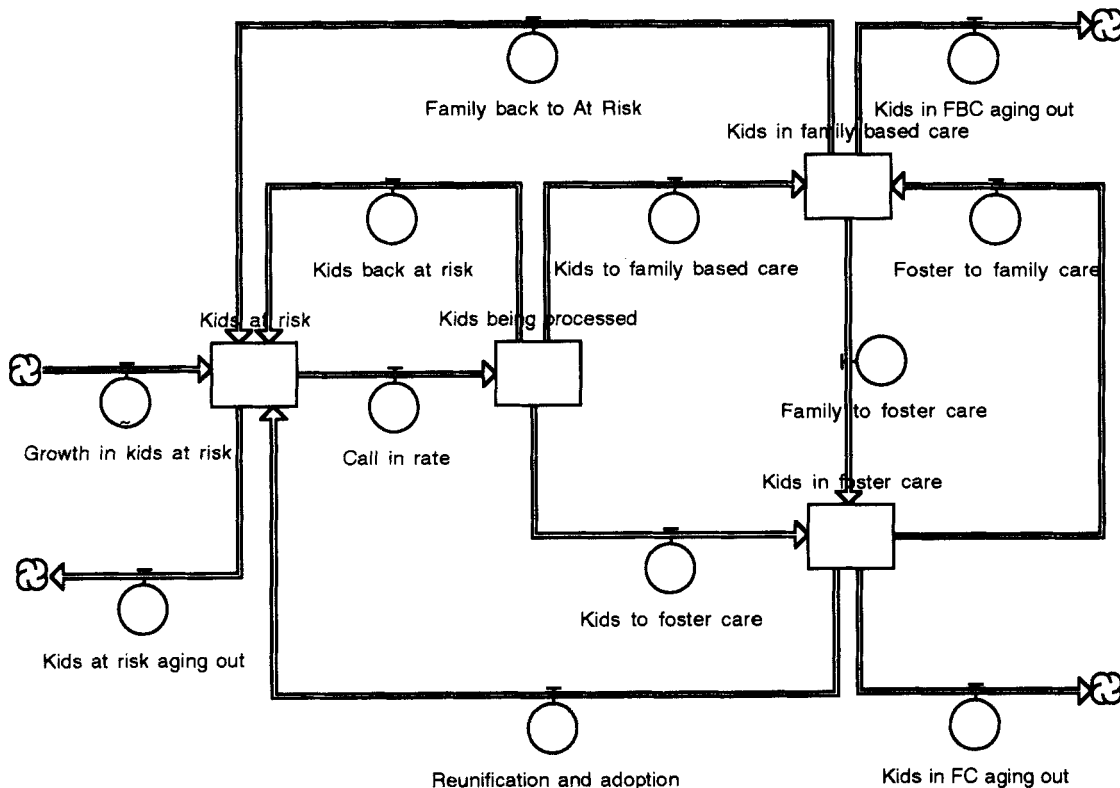 Family back to At Risk
Kids in FBC aging out
Kids in family based care
Kids back at risk
Kids to family based care
Foster to family care
Kids at risk
Kids being processed
Family to foster care
Growth in kids at risk
Call in rate
Kids in foster care
Kids to foster care
Kids at risk aging out
Reunification and adoption
Kids in FC aging out